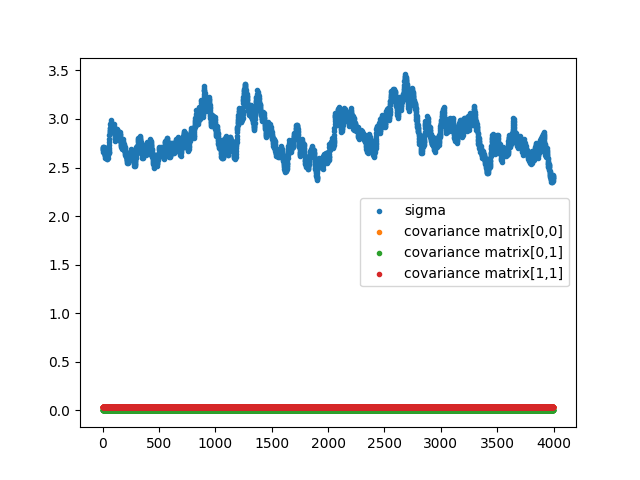 3.5
3.0
2.5
2.0
1.5
1.0
0.5
0.0
sigma
covariance matrix[0,0]
covariance matrix[0,1]
covariance matrix[1,1]
0 500 1000 1500 2000 2500 3000 3500 4000